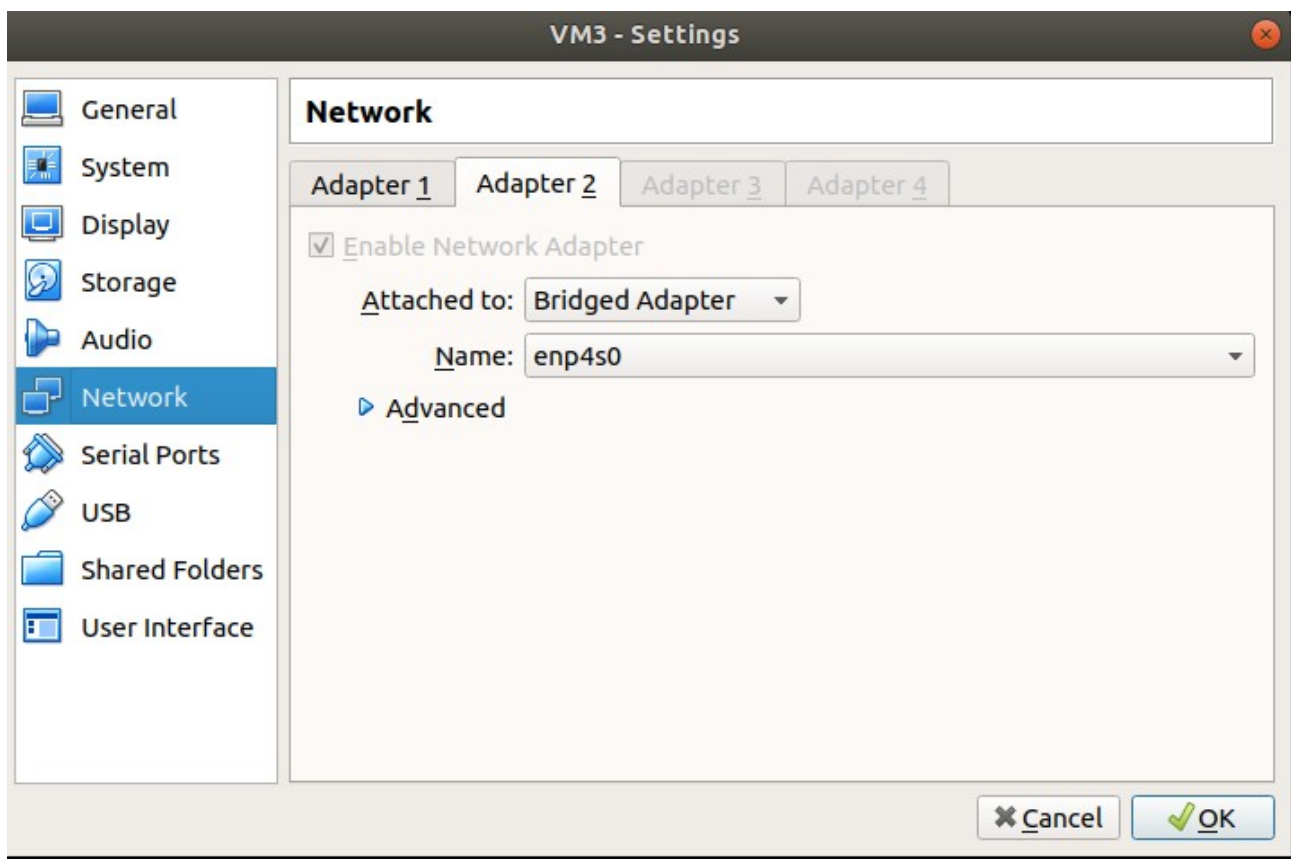 VM3 - Settings
General
System
Display
Storage
Audio
Network
Serial Ports
USB
Shared Folders
User Interface
Network
Adapter 1 Adapter 2 Adapter 3 Adapter 4
Enable Network Adapter
Attached to: Bridged Adapter
Name: enp4s0
Advanced
Cancel OK